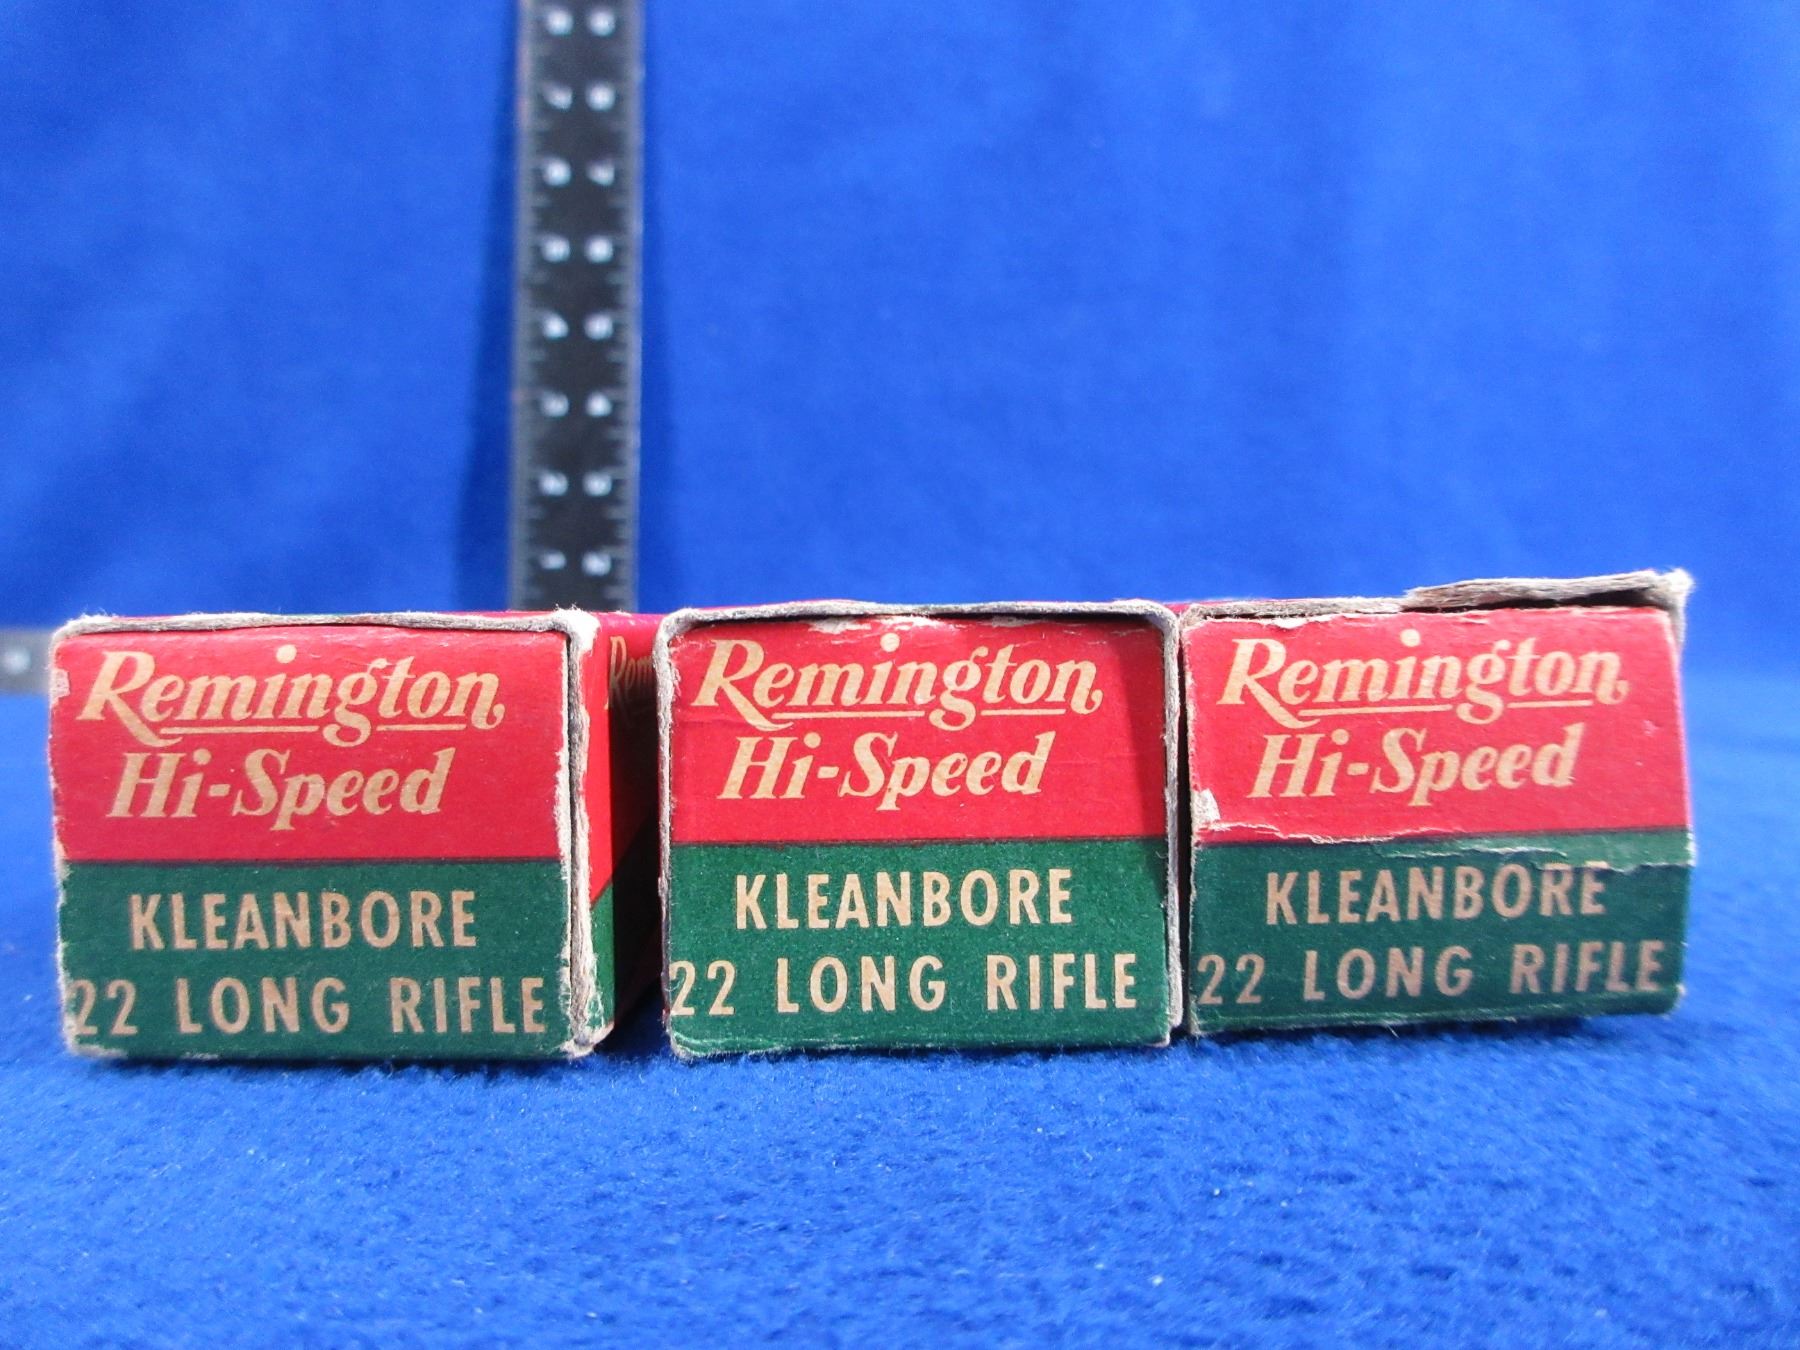 Remington
Hi-Speed
KLEANBORE
22 LONG RIFLE
Remington
Hi-Speed
KLEANBORE
22 LONG RIFLE
Remington
Hi-Speed
KLEANBORE
22 LONG RIFLE